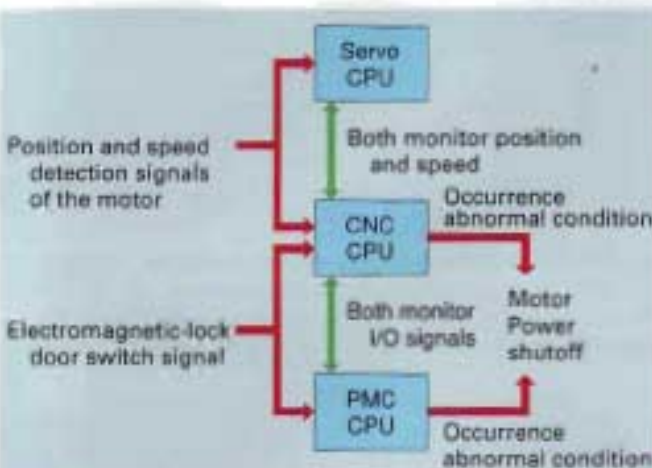 Servo
CPU
Position and speed
detection signals
of the motor
Both monitor position
and speed
CNC
CPU
Occurrence
abnormal condition
Electromagnetic-lock
door switch signal
Both monitor
I/O signals
Motor
Power
shutoff
PMC
CPU
Occurrence
abnormal condition